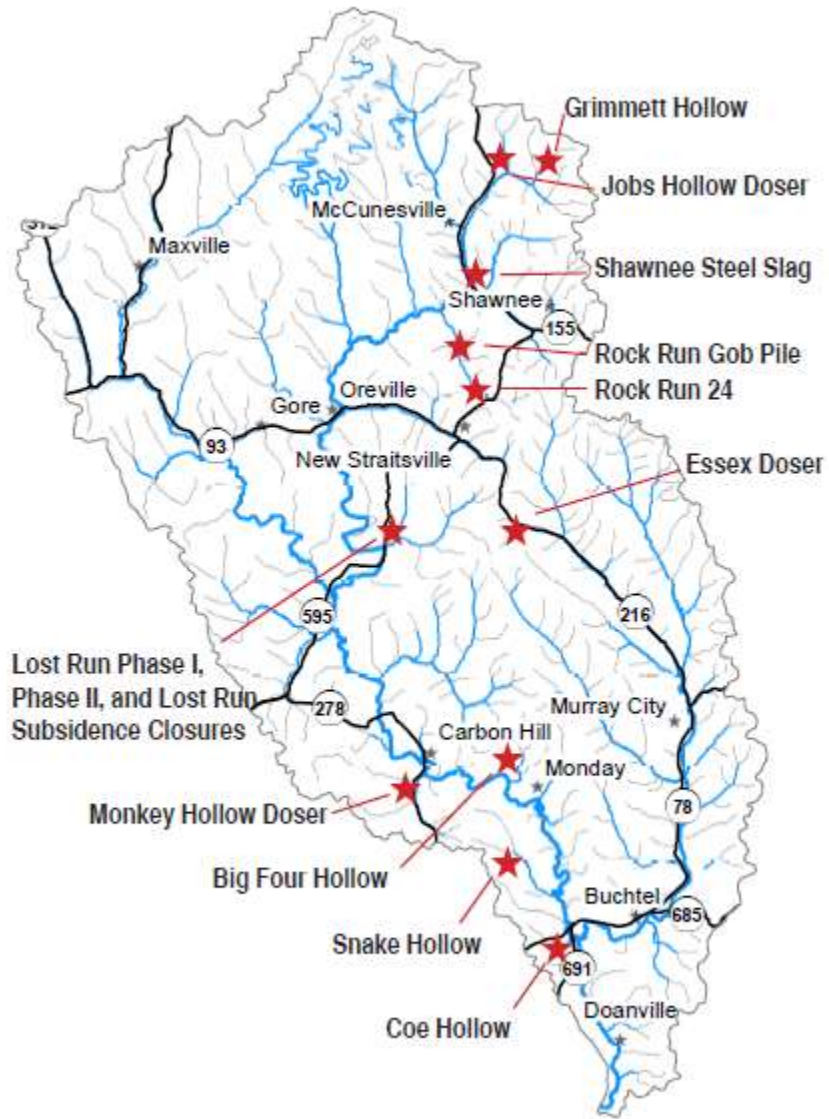 Grimmett Hollow
Jobs Hollow Doser
McCunesville
Maxville
Shawnee Steel Slag
Shawnee
155
Rock Run Gob Pile
Rock Run 24
Oreville
Gore
93
New Straitsville
Essex Doser
595
216
Lost Run Phase I,
Phase II, and Lost Run
Subsidence Closures
278
Murray City
Carbon Hill
Monday
78
Monkey Hollow Doser
Big Four Hollow
Buchtel
685
Snake Hollow
691
Coe Hollow
Doanville